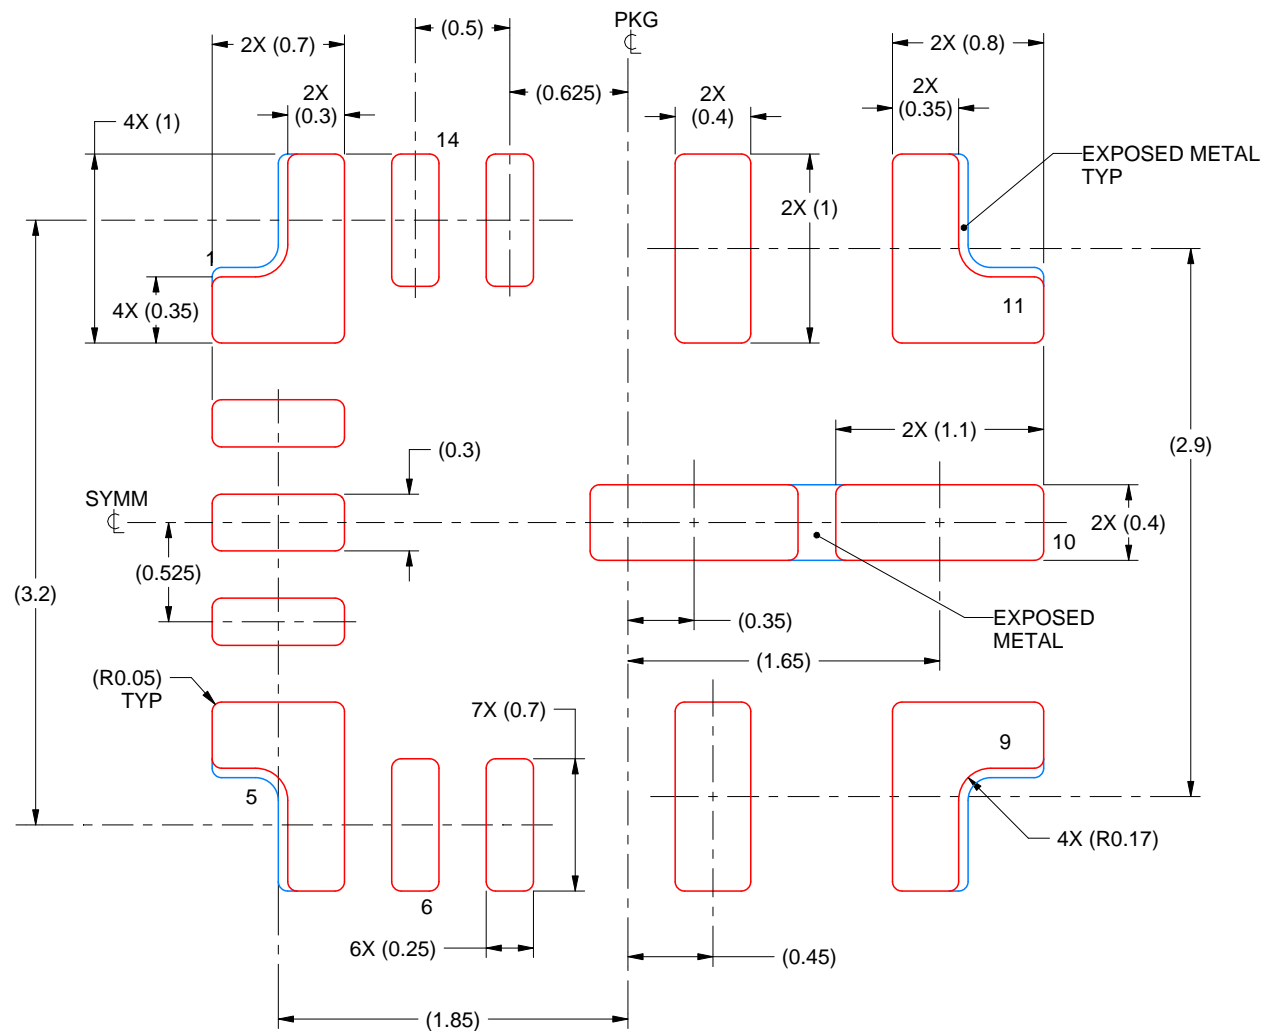 PKG
CL
(0.5)
2X (0.7)
2X (0.8)
(0.625)
2X
(0.3)
2X
(0.4)
2X
(0.35)
4X (1)
14
EXPOSED METAL
TYP
2X (1)
1
4X (0.35)
11
2X (1.1)
(0.3)
(2.9)
SYMM
CL
2X (0.4)
10
(0.525)
(3.2)
(0.35)
EXPOSED
METAL
(1.65)
(R0.05)
TYP
7X (0.7)
9
5
4X (R0.17)
6
6X (0.25)
(0.45)
(1.85)